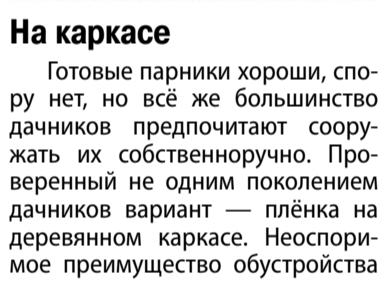 На каркасе
Готовые парники хороши, спо-
ру нет, но всё же большинство
дачников предпочитают соору-
жать их собственноручно. Про-
веренный не одним поколением
дачников вариант — плёнка на
деревянном каркасе. Неоспори-
мое преимущество обустройства